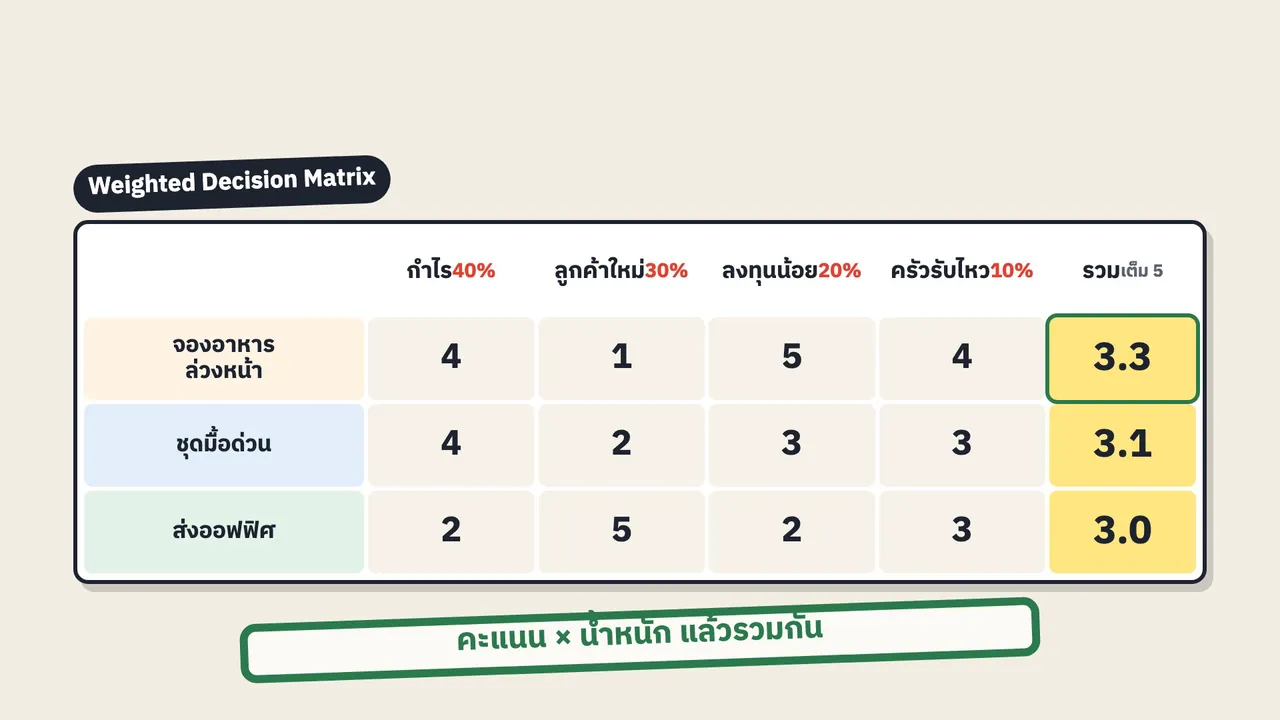 Weighted Decision Matrix
กำไร40% ลูกค้าใหม่30% ลงทุนน้อย20% ครัวรับไหว10% รวมเต็ม 5
จองอาหาร
ล่วงหน้า
4 1 5 4 3.3
ชุดมื้อด่วน 4 2 3 3 3.1
ส่งออฟฟิศ 2 5 2 3 3.0
คะแนน × น้ำหนัก แล้วรวมกัน